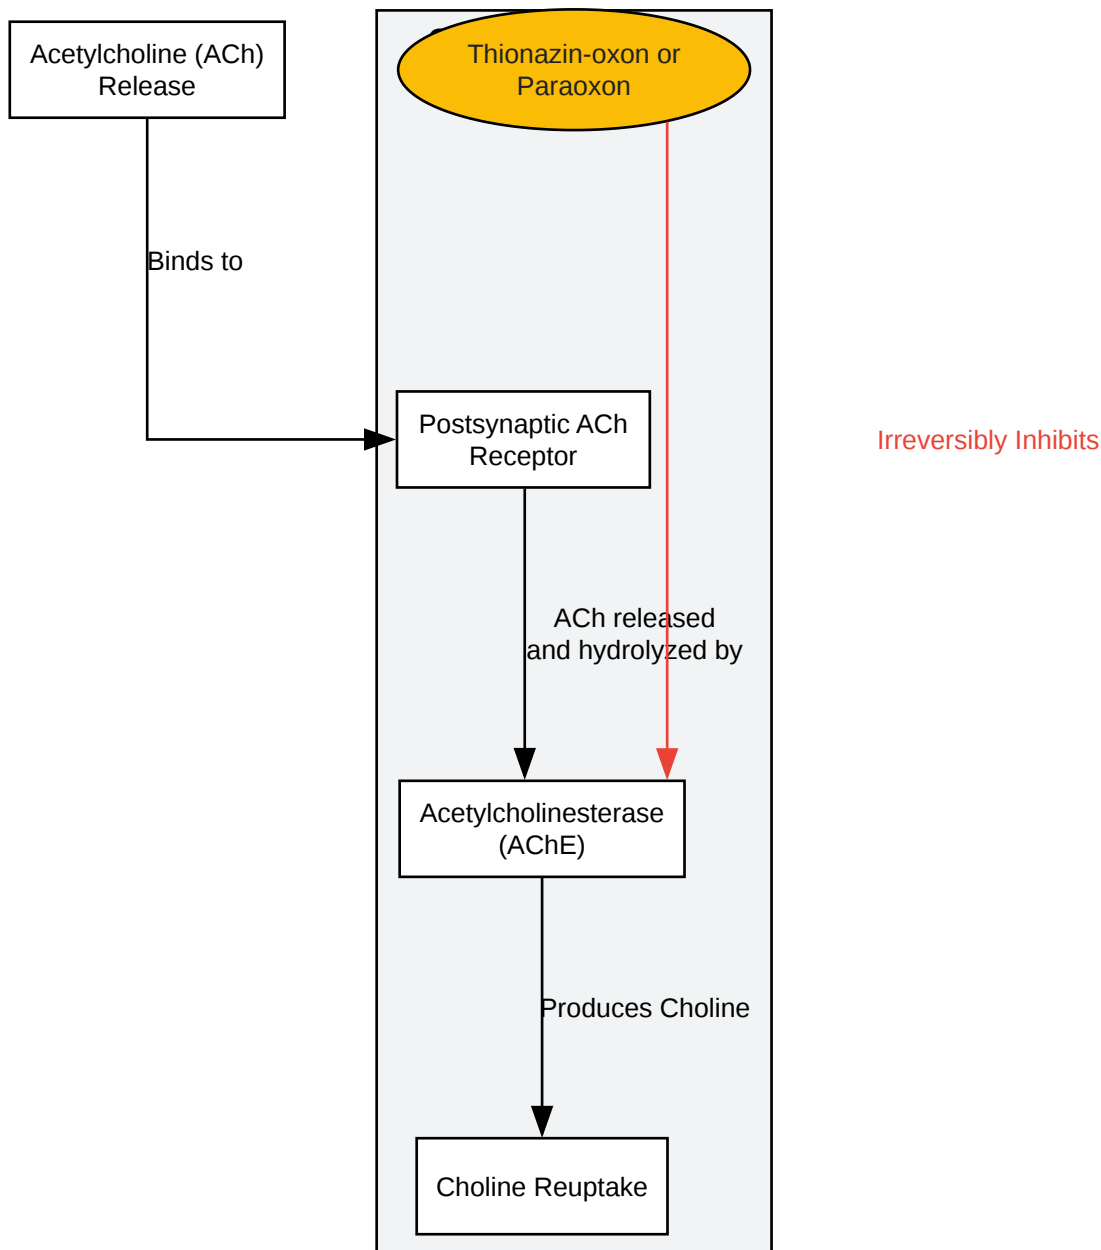 Acetylcholine (ACh)
Release
Thionazin-oxon or
Paraoxon
Binds to
Postsynaptic ACh
Receptor
Irreversibly Inhibits
ACh released
and hydrolyzed by
Acetylcholinesterase
(AChE)
Produces Choline
Choline Reuptake